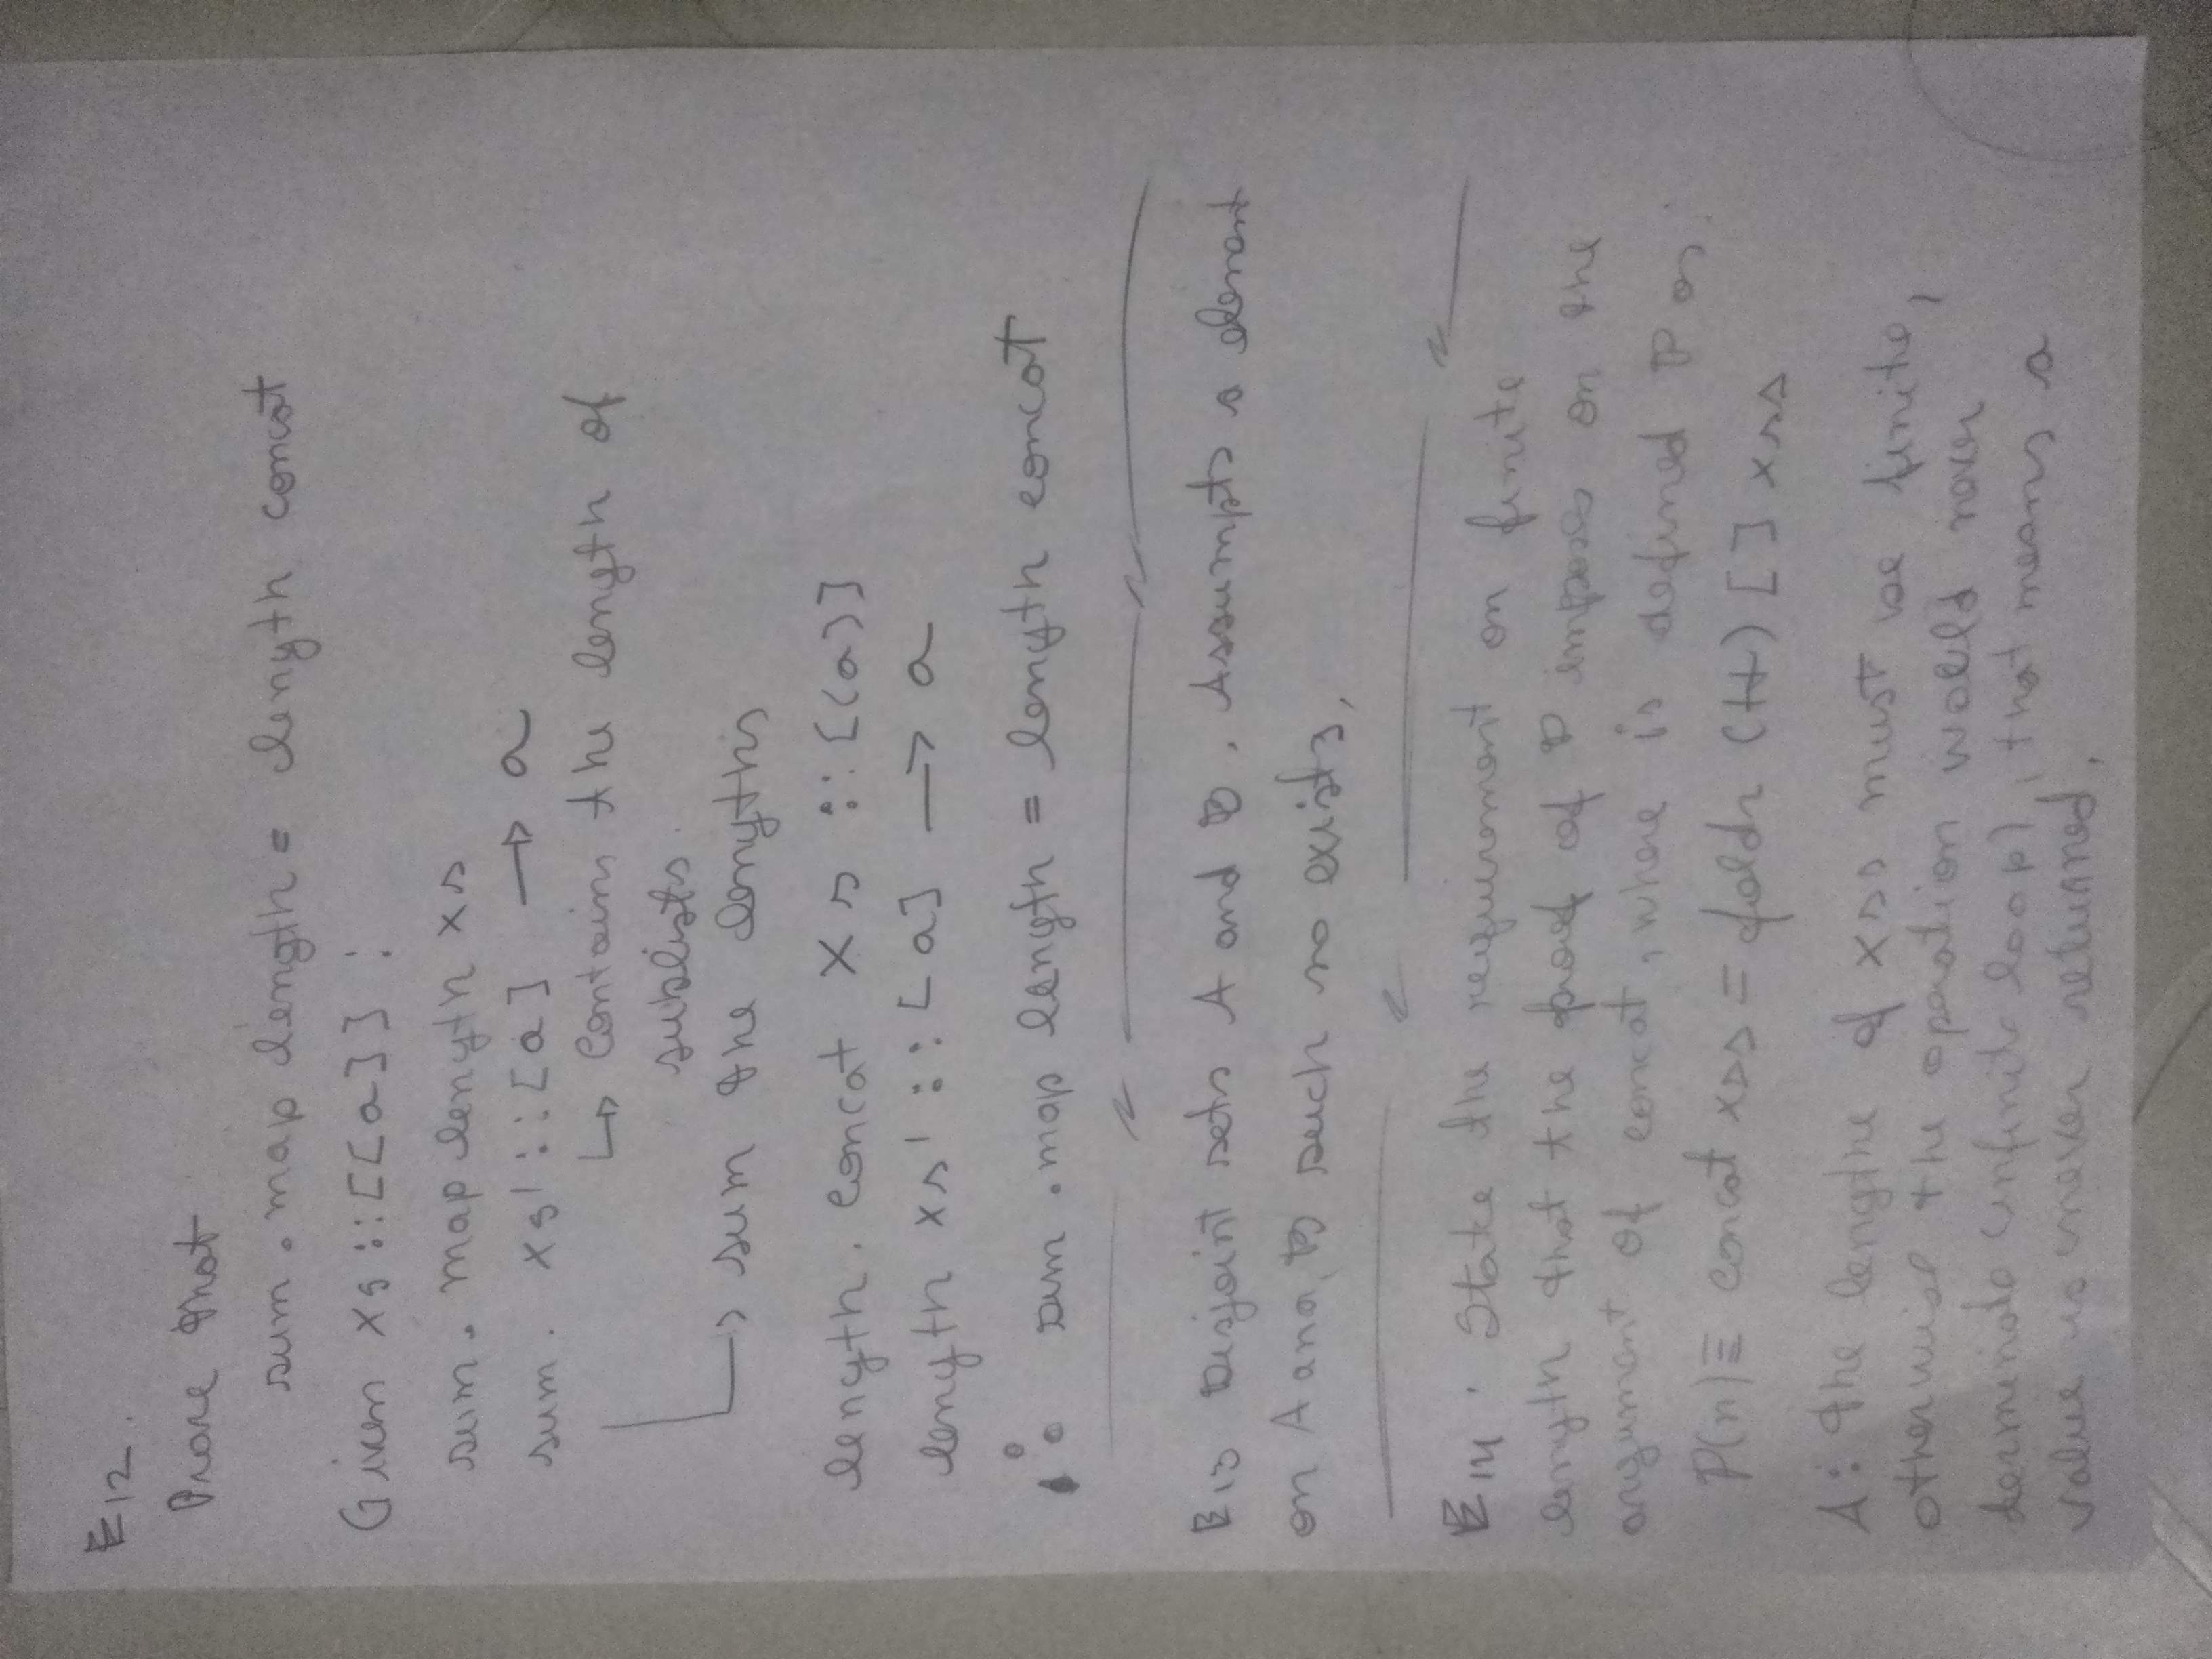 E12.
Prove that
sum . map length = length concat
Given xs :: [[a]] :
sum . map length xs
sum . xs' :: [a] → a
↳ Contains the length of
sublists.
↳ sum the lengths
length . concat xs :: [[a]]
length xs' :: [a] → a
∴ sum . map length = length concat
E13 Disjoint sets A and B. Assumpts a element
on A and B such no exists,
E14. State the requirement on finite
length that the proof of P imposes on the
argument of concat, where is defined P as:
P(n) ≡ concat xss = foldr (++) [] xss
A: the lengthe of xss must be finite,
otherwise the operation would never
terminate (infinite loop), that means a
value is never returned.